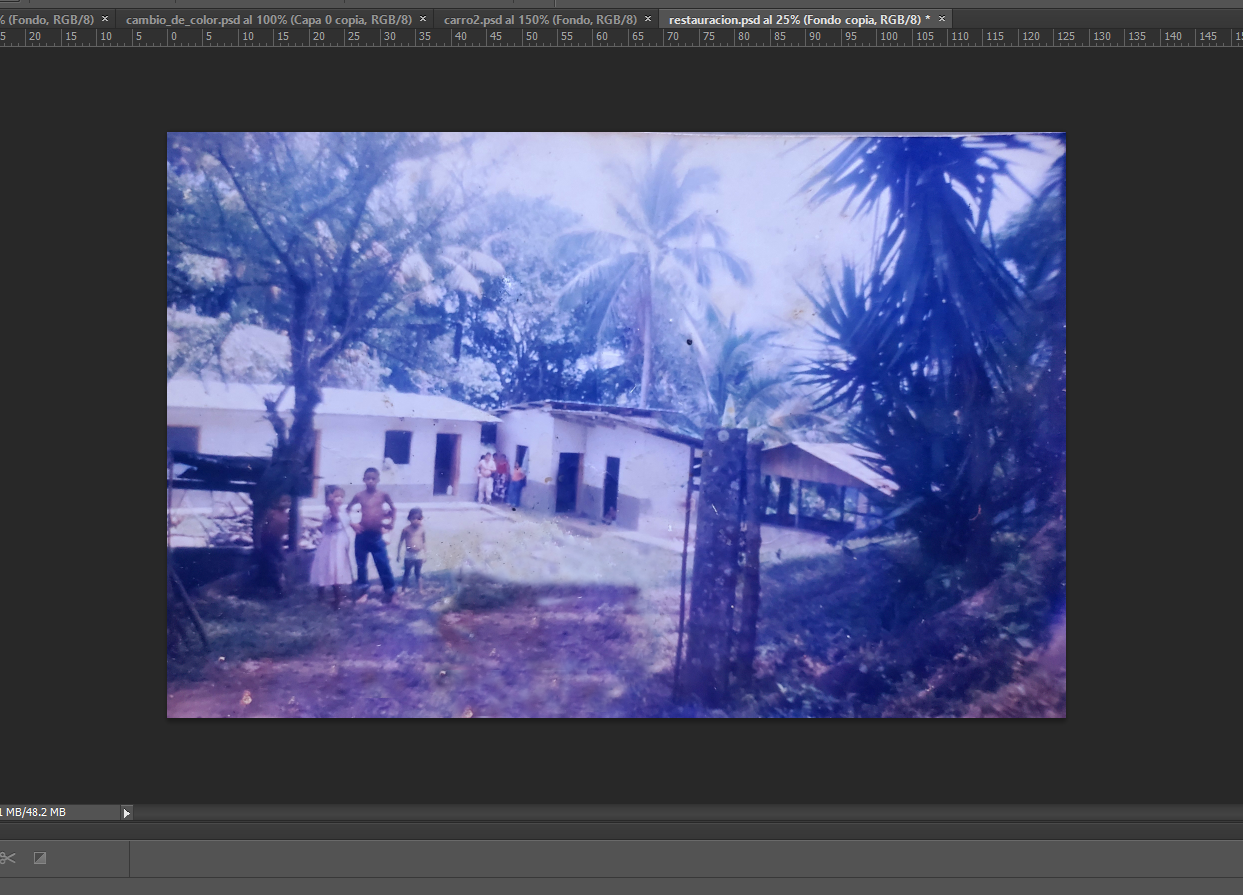 % (Fondo, RGB/8) × cambio_de_color.psd al 100% (Capa 0 copia, RGB/8) × carro2.psd al 150% (Fondo, RGB/8) × restauracion.psd al 25% (Fondo copia, RGB/8) * ×
5 20 15 10 5 0 5 10 15 20 25 30 35 40 45 50 55 60 65 70 75 80 85 90 95 100 105 110 115 120 125 130 135 140 145 15
1 MB/48.2 MB